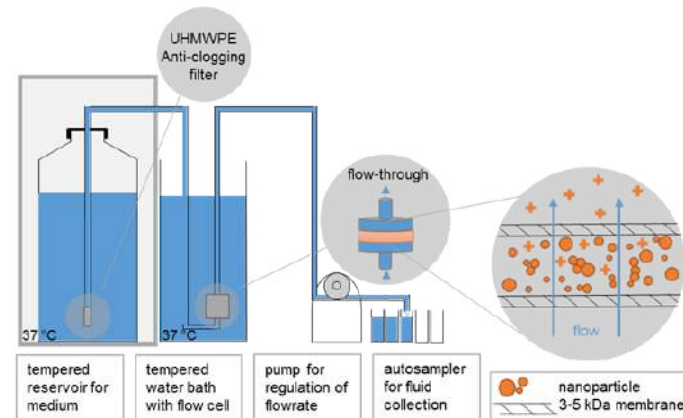 UHMWPE
Anti-clogging
filter
flow-through
37 °C
37 °C
flow
tempered
reservoir for
medium
tempered
water bath
with flow cell
pump for
regulation of
flowrate
autosampler
for fluid
collection
nanoparticle
3-5 kDa membrane